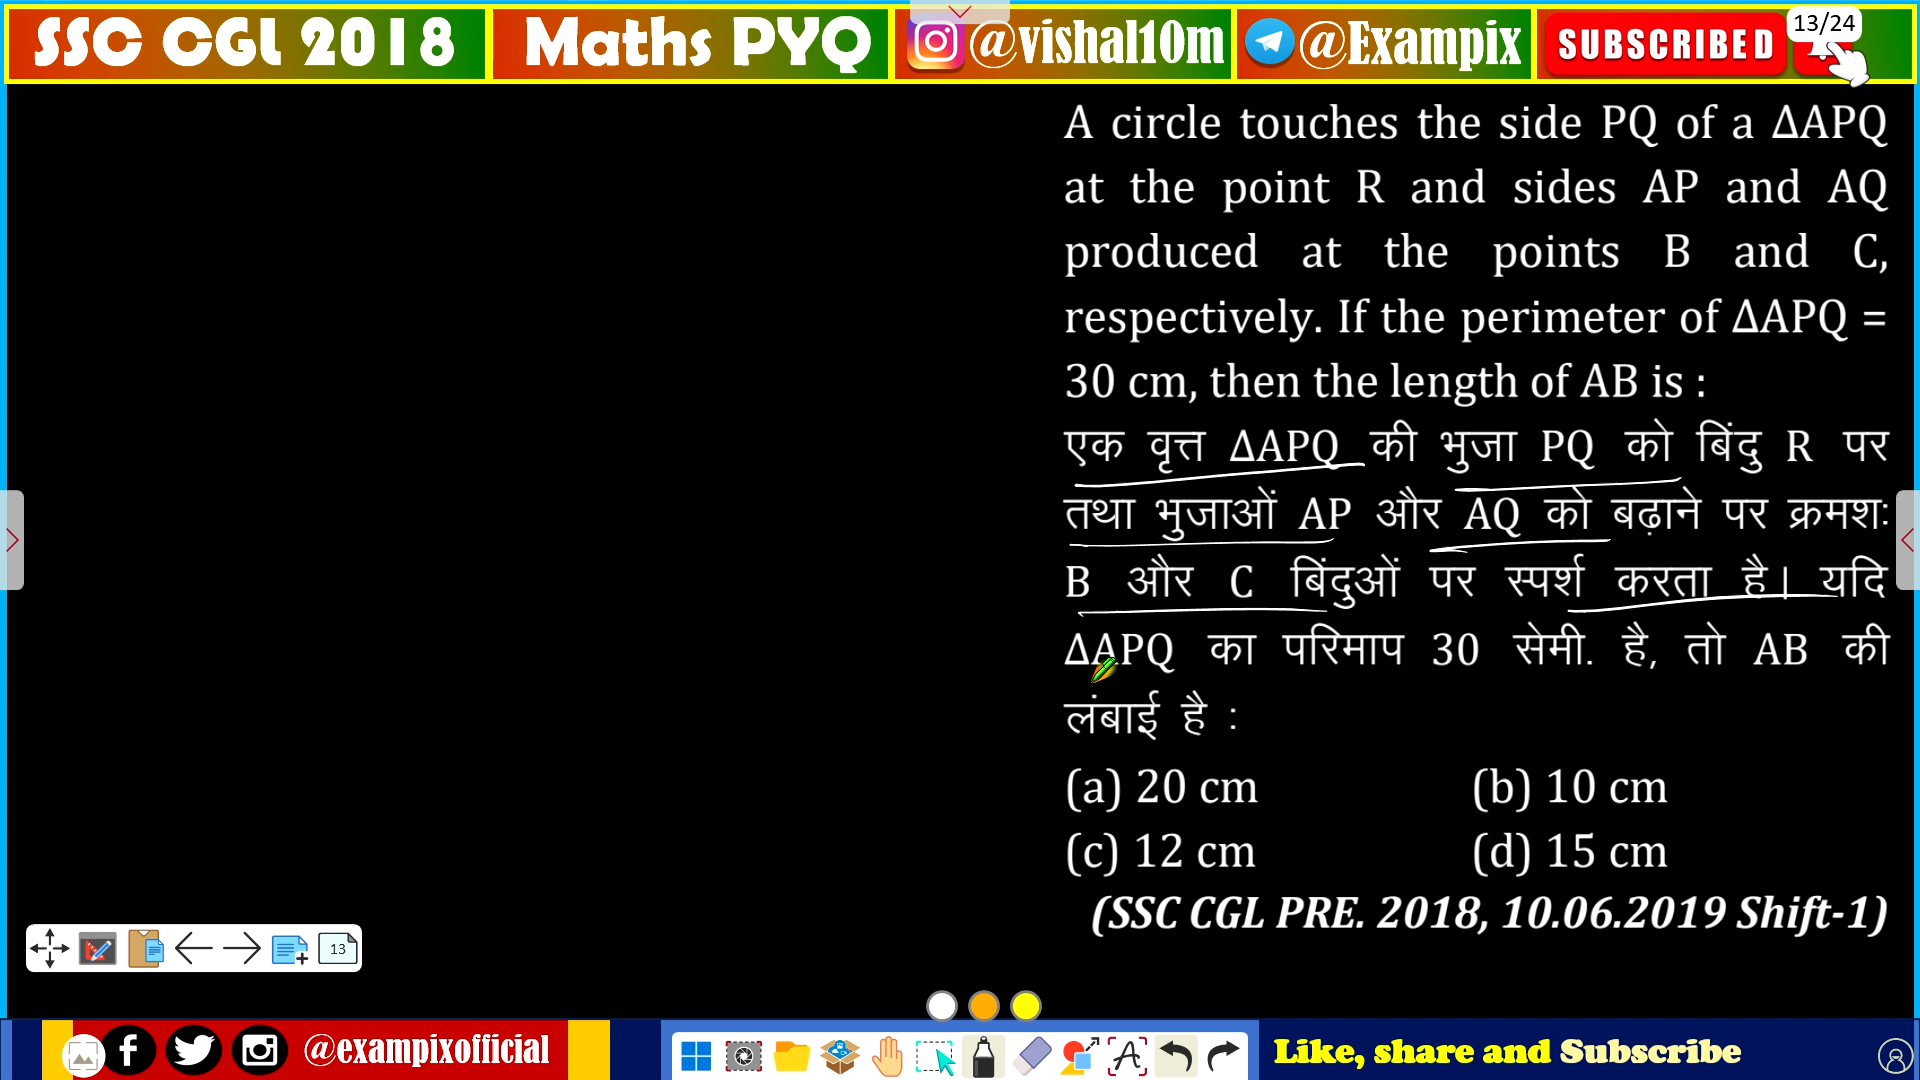 SSC CGL 2018
Maths PYQ
@vishal10m
@Exampix
SUBSCRIBED
13/24
A circle touches the side PQ of a ΔAPQ
at the point R and sides AP and AQ
produced at the points B and C,
respectively. If the perimeter of ΔAPQ =
30 cm, then the length of AB is :
एक वृत्त ΔAPQ की भुजा PQ को बिंदु R पर
तथा भुजाओं AP और AQ को बढ़ाने पर क्रमशः
B और C बिंदुओं पर स्पर्श करता है। यदि
ΔAPQ का परिमाप 30 सेमी. है, तो AB की
लंबाई है :
(a) 20 cm (b) 10 cm
(c) 12 cm (d) 15 cm
(SSC CGL PRE. 2018, 10.06.2019 Shift-1)
13
@exampixofficial
Like, share and Subscribe